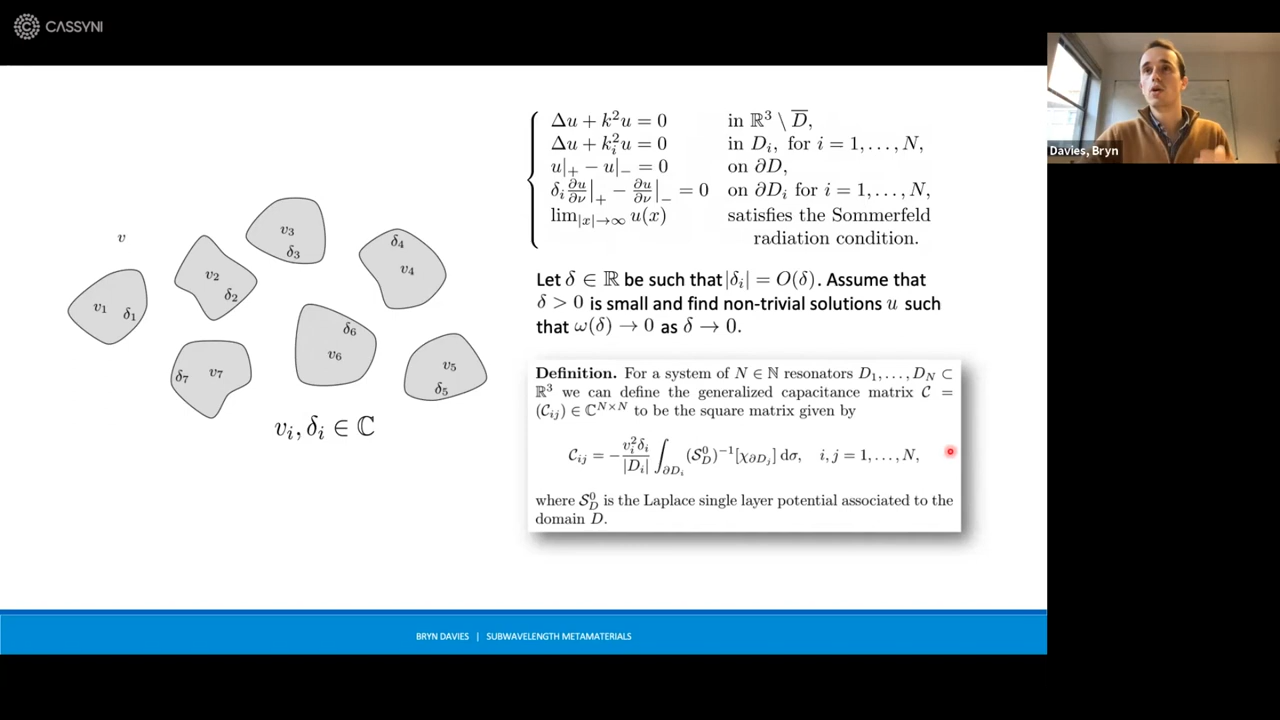 CASSYNI
Davies, Bryn
v
v₁ δ₁
v₂
δ₂
v₃
δ₃
δ₄
v₄
v₅
δ₅
δ₆
v₆
δ₇ v₇
vᵢ, δᵢ ∈ ℂ
Δu + k²u = 0 in ℝ³ \ D̅,
Δu + kᵢ²u = 0 in Dᵢ, for i = 1, . . . , N,
u|₊ − u|₋ = 0 on ∂D,
δᵢ ∂u/∂ν|₊ − ∂u/∂ν|₋ = 0 on ∂Dᵢ for i = 1, . . . , N,
lim|x|→∞ u(x) satisfies the Sommerfeld
radiation condition.
Let δ ∈ ℝ be such that |δᵢ| = O(δ). Assume that
δ > 0 is small and find non-trivial solutions u such
that ω(δ) → 0 as δ → 0.
Definition. For a system of N ∈ ℕ resonators D₁, . . . , D_N ⊂
ℝ³ we can define the generalized capacitance matrix 𝒞 =
(𝒞ᵢⱼ) ∈ ℂᴺˣᴺ to be the square matrix given by
𝒞ᵢⱼ = − vᵢ²δᵢ/|Dᵢ| ∫_∂Dᵢ (𝒮_D⁰)⁻¹[χ_∂Dⱼ] dσ, i, j = 1, . . . , N,
where 𝒮_D⁰ is the Laplace single layer potential associated to the
domain D.
BRYN DAVIES | SUBWAVELENGTH METAMATERIALS